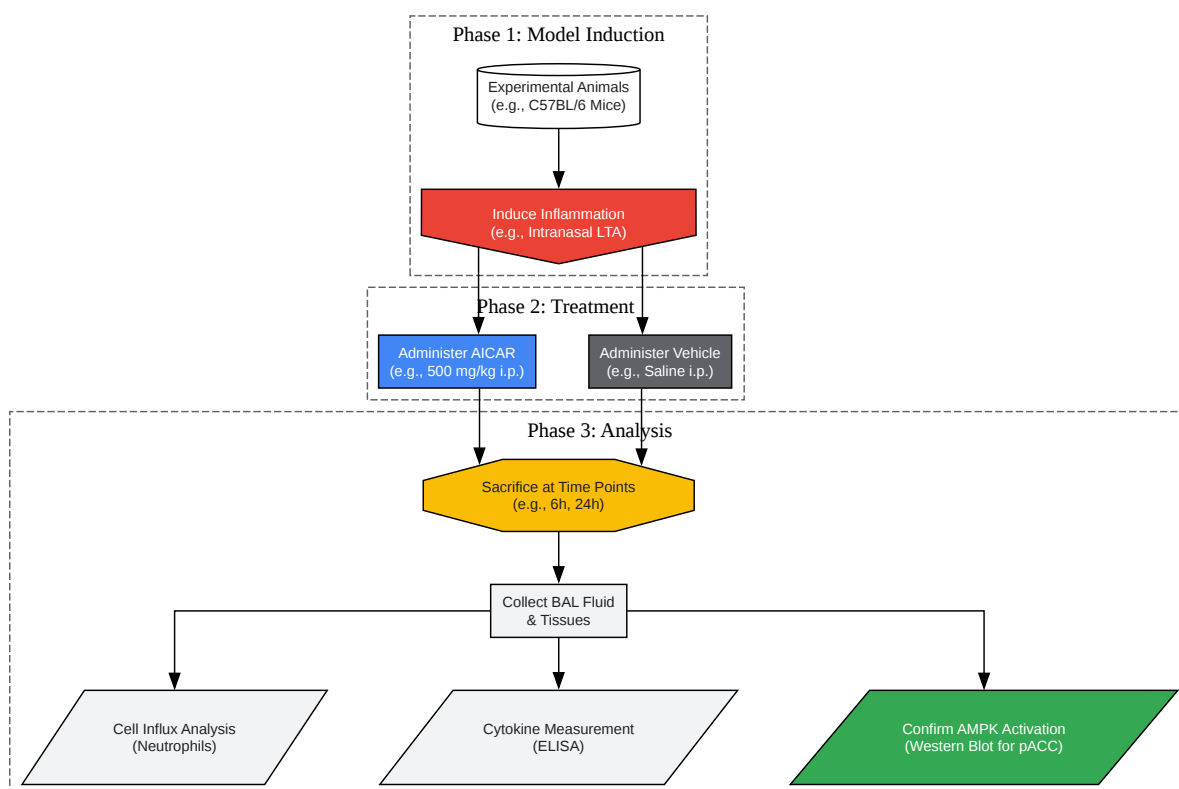 Phase 1: Model Induction
Experimental Animals
(e.g., C57BL/6 Mice)
Induce Inflammation
(e.g., Intranasal LTA)
Phase 2: Treatment
Administer AICAR
(e.g., 500 mg/kg i.p.)
Administer Vehicle
(e.g., Saline i.p.)
Phase 3: Analysis
Sacrifice at Time Points
(e.g., 6h, 24h)
Collect BAL Fluid
& Tissues
Cell Influx Analysis
(Neutrophils)
Cytokine Measurement
(ELISA)
Confirm AMPK Activation
(Western Blot for pACC)